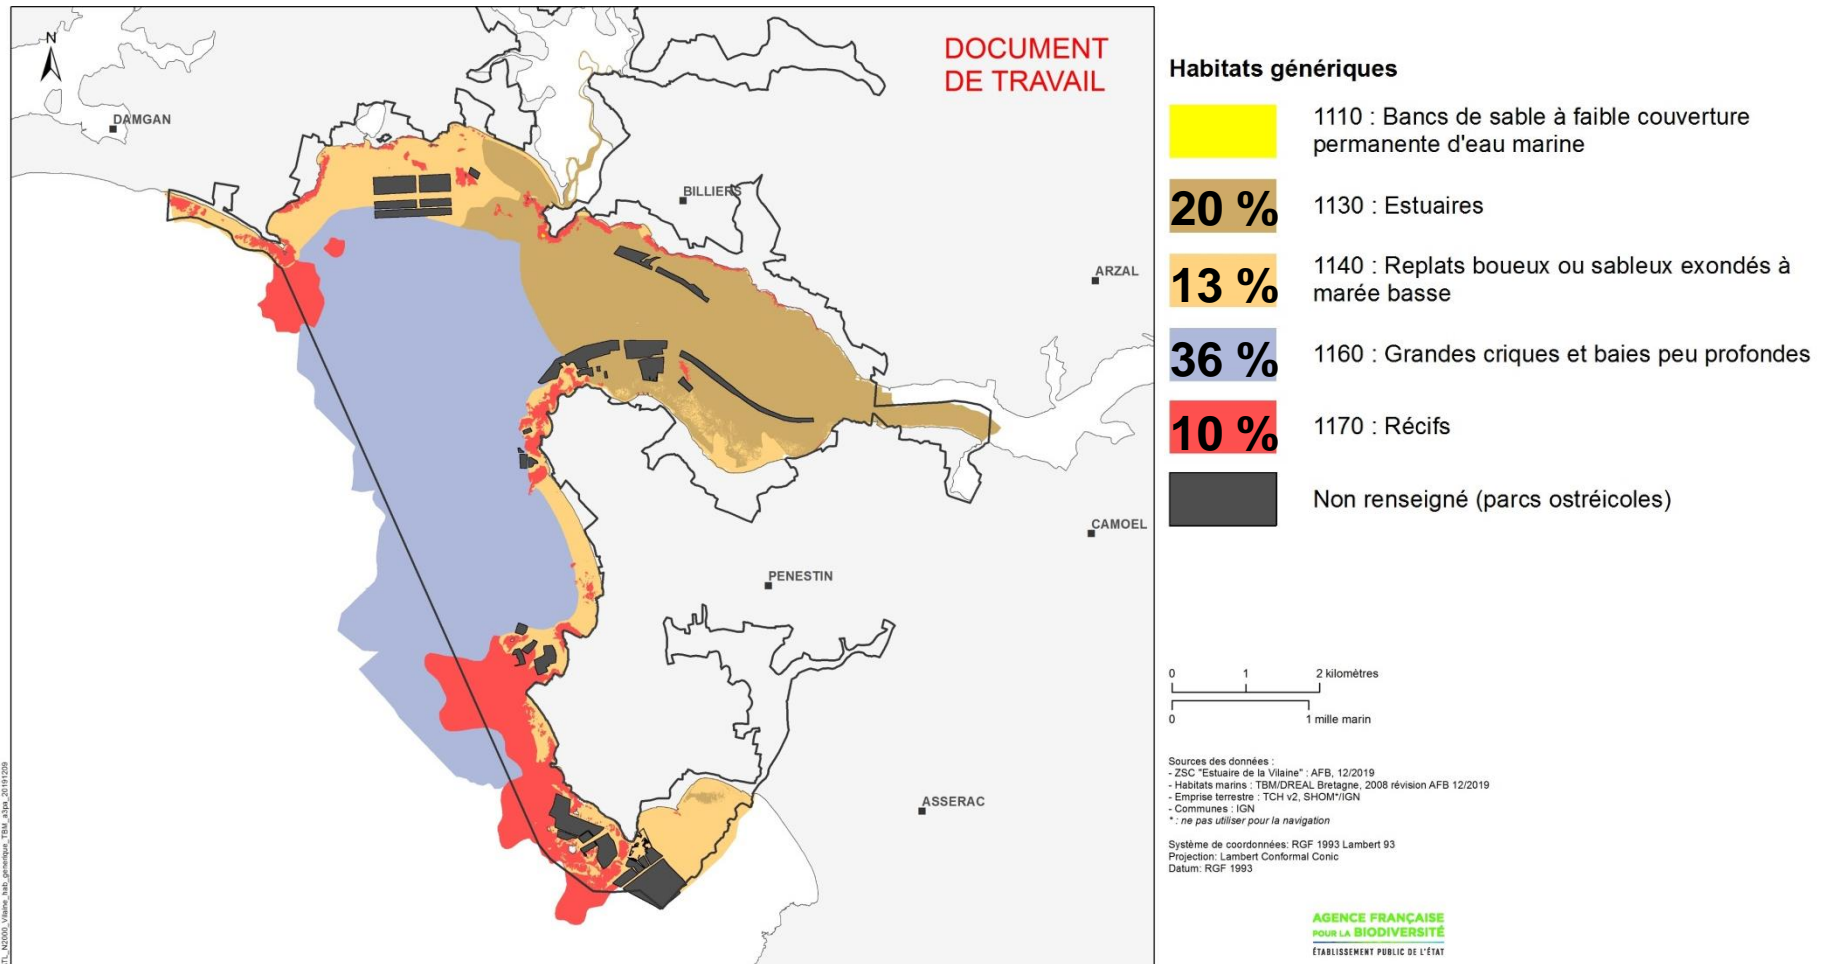 N
DOCUMENT
DE TRAVAIL
DAMGAN
BILLIERS
ARZAL
CAMOEL
PENESTIN
ASSERAC
Habitats génériques
1110 : Bancs de sable à faible couverture
permanente d'eau marine
20 % 1130 : Estuaires
13 % 1140 : Replats boueux ou sableux exondés à
marée basse
36 % 1160 : Grandes criques et baies peu profondes
10 % 1170 : Récifs
Non renseigné (parcs ostréicoles)
0 1 2 kilomètres
0 1 mille marin
Sources des données :
- ZSC "Estuaire de la Vilaine" : AFB, 12/2019
- Habitats marins : TBM/DREAL Bretagne, 2008 révision AFB 12/2019
- Emprise terrestre : TCH v2, SHOM*/IGN
- Communes : IGN
* : ne pas utiliser pour la navigation
Système de coordonnées: RGF 1993 Lambert 93
Projection: Lambert Conformal Conic
Datum: RGF 1993
AGENCE FRANÇAISE
POUR LA BIODIVERSITÉ
ÉTABLISSEMENT PUBLIC DE L'ÉTAT